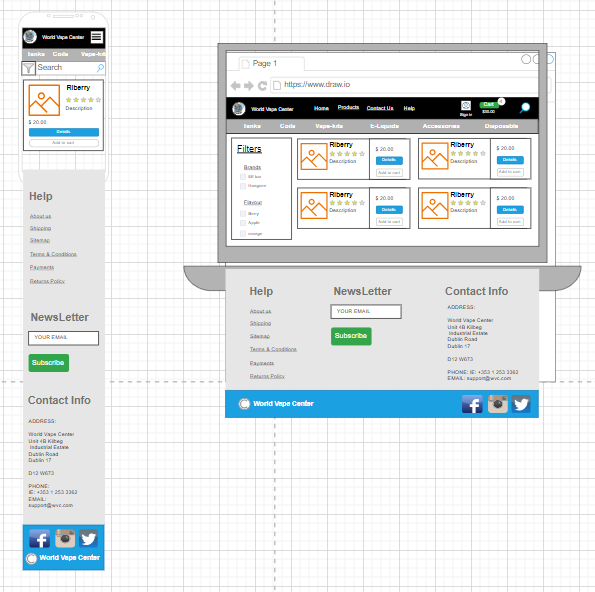 World Vape Center
Tanks Coils Vape-kit
Search
Riberry
Description
$ 20.00
Details
Add to cart
Help
About us
Shipping
Sitemap
Terms & Conditions
Payments
Returns Policy
NewsLetter
YOUR EMAIL
Subscribe
Contact Info
ADDRESS:
World Vape Center
Unit 4B Kilbeg
Industrial Estate
Dublin Road
Dublin 17
D12 W673
PHONE:
IE: +353 1 253 3362
EMAIL:
support@wvc.com
World Vape Center
Page 1
https://www.draw.io
World Vape Center Home Products Contact Us Help
Sign in
Cart
$00.00
Tanks Coils Vape-kits E-Liquids Accessories Disposable
Filters
Brands
Elf bar
Hangsen
Flavour
Berry
Apple
orange
Riberry
Description
$ 20.00
Details
Add to cart
Riberry
Description
$ 20.00
Details
Add to cart
Riberry
Description
$ 20.00
Details
Add to cart
Riberry
Description
$ 20.00
Details
Add to cart
Help
About us
Shipping
Sitemap
Terms & Conditions
Payments
Returns Policy
NewsLetter
YOUR EMAIL
Subscribe
Contact Info
ADDRESS:
World Vape Center
Unit 4B Kilbeg
Industrial Estate
Dublin Road
Dublin 17
D12 W673
PHONE: IE: +353 1 253 3362
EMAIL: support@wvc.com
World Vape Center